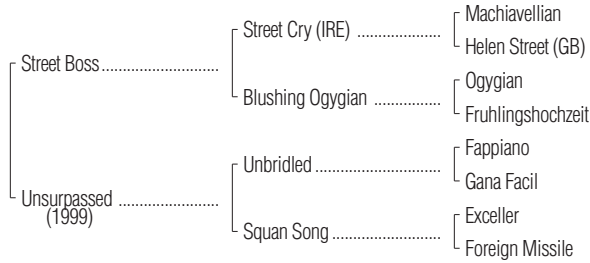 Machiavellian
Street Cry (IRE) ..................
Helen Street (GB)
Street Boss .........................
Ogygian
Blushing Ogygian ...............
Fruhlingshochzeit
Fappiano
Unbridled ...........................
Gana Facil
Unsurpassed .....................
(1999)
Exceller
Squan Song ........................
Foreign Missile